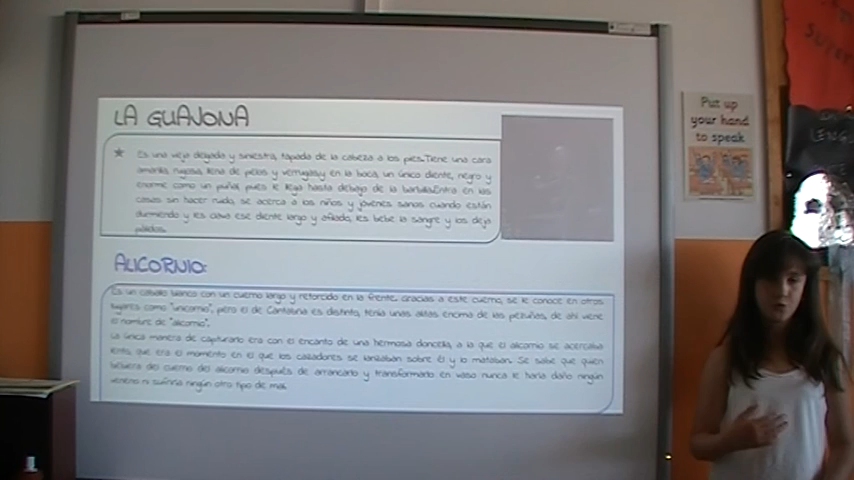 LA GUAJONA
Es una vieja delgada y siniestra, tapada de la cabeza a los pies.Tiene una cara
amarilla, rugosa, llena de pelos y verrugas,y en la boca, un único diente, negro y
enorme como un puñal, pues le llega hasta debajo de la barbilla.Entra en las
casas sin hacer ruido, se acerca a los niños y jóvenes sanos cuando están
durmiendo y les clava ese diente largo y afilado, les bebe la sangre y los deja
pálidos.
ALICORNIO:
Es un caballo blanco con un cuerno largo y retorcido en la frente. Gracias a este cuerno, se le conoce en otros
lugares como "unicornio", pero el de Cantabria es distinto, tenía unas alitas encima de las pezuñas, de ahí viene
el nombre de "alicornio".
La única manera de capturarlo era con el encanto de una hermosa doncella, a la que el alicornio se acercaba
lento, que era el momento en el que los cazadores se lanzaban sobre él y lo mataban. Se sabe que quien
bebiera del cuerno del alicornio después de arrancarlo y transformarlo en vaso nunca le haría daño ningún
veneno ni sufriría ningún otro tipo de mal.
Put up
your hand
to speak
LENG